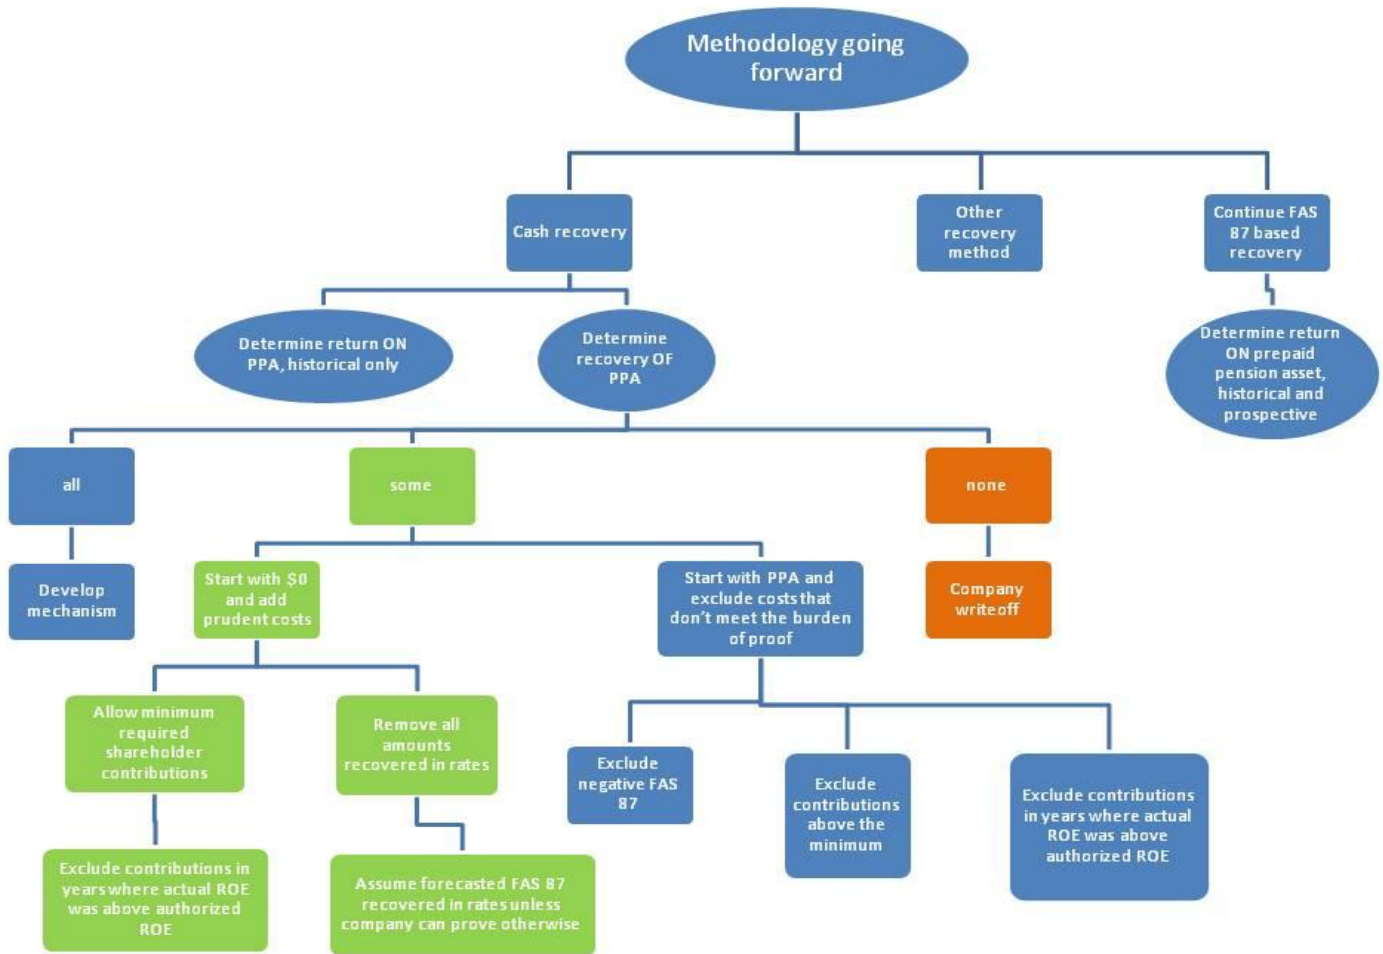 Methodology going
forward
Cash recovery
Other
recovery
method
Continue FAS
87 based
recovery
Determine return ON
PPA, historical only
Determine
recovery OF
PPA
Determine return
ON prepaid
pension asset,
historical and
prospective
all
some
none
Develop
mechanism
Start with $0
and add
prudent costs
Start with PPA and
exclude costs that
don’t meet the burden
of proof
Company
writeoff
Allow minimum
required
shareholder
contributions
Remove all
amounts
recovered in rates
Exclude
negative FAS
87
Exclude
contributions
above the
minimum
Exclude contributions
in years where actual
ROE was above
authorized ROE
Exclude contributions in
years where actual ROE
was above authorized
ROE
Assume forecasted FAS 87
recovered in rates unless
company can prove otherwise